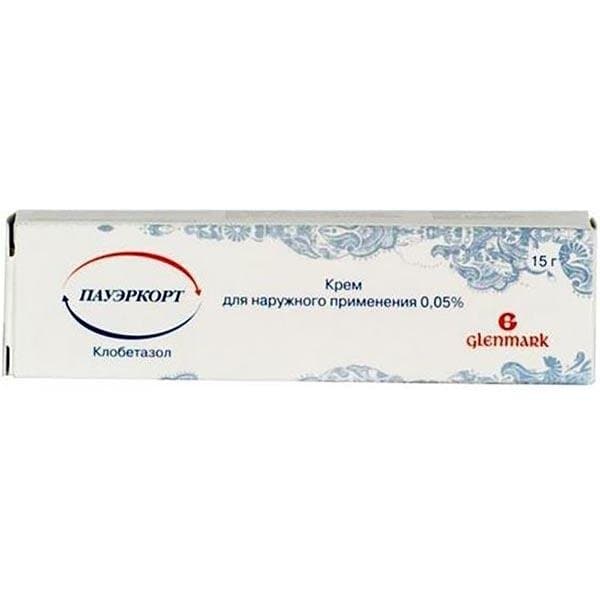 ПАУЭРКОРТ
Клобетазол
Крем
для наружного применения 0,05%
15 г
G
Glenmark